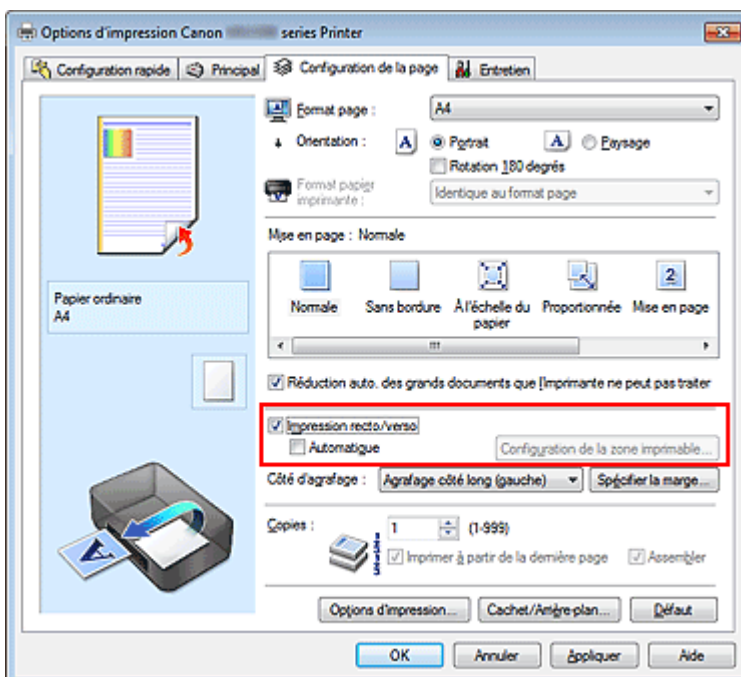 Options d'impression Canon series Printer
Configuration rapide Principal Configuration de la page Entretien
Format page : A4
Orientation : A Portrait A Paysage
Rotation 180 degrés
Format papier imprimante : Identique au format page
Mise en page : Normale
Normale Sans bordure À l'échelle du papier Proportionnée Mise en page
Papier ordinaire
A4
Réduction auto. des grands documents que l'imprimante ne peut pas traiter
Impression recto/verso
Automatique Configuration de la zone imprimable...
Côté d'agrafage : Agrafage côté long (gauche) Spécifier la marge...
Copies : 1 (1-999)
Imprimer à partir de la dernière page Assembler
Options d'impression... Cachet/Arrière-plan... Défaut
OK Annuler Appliquer Aide